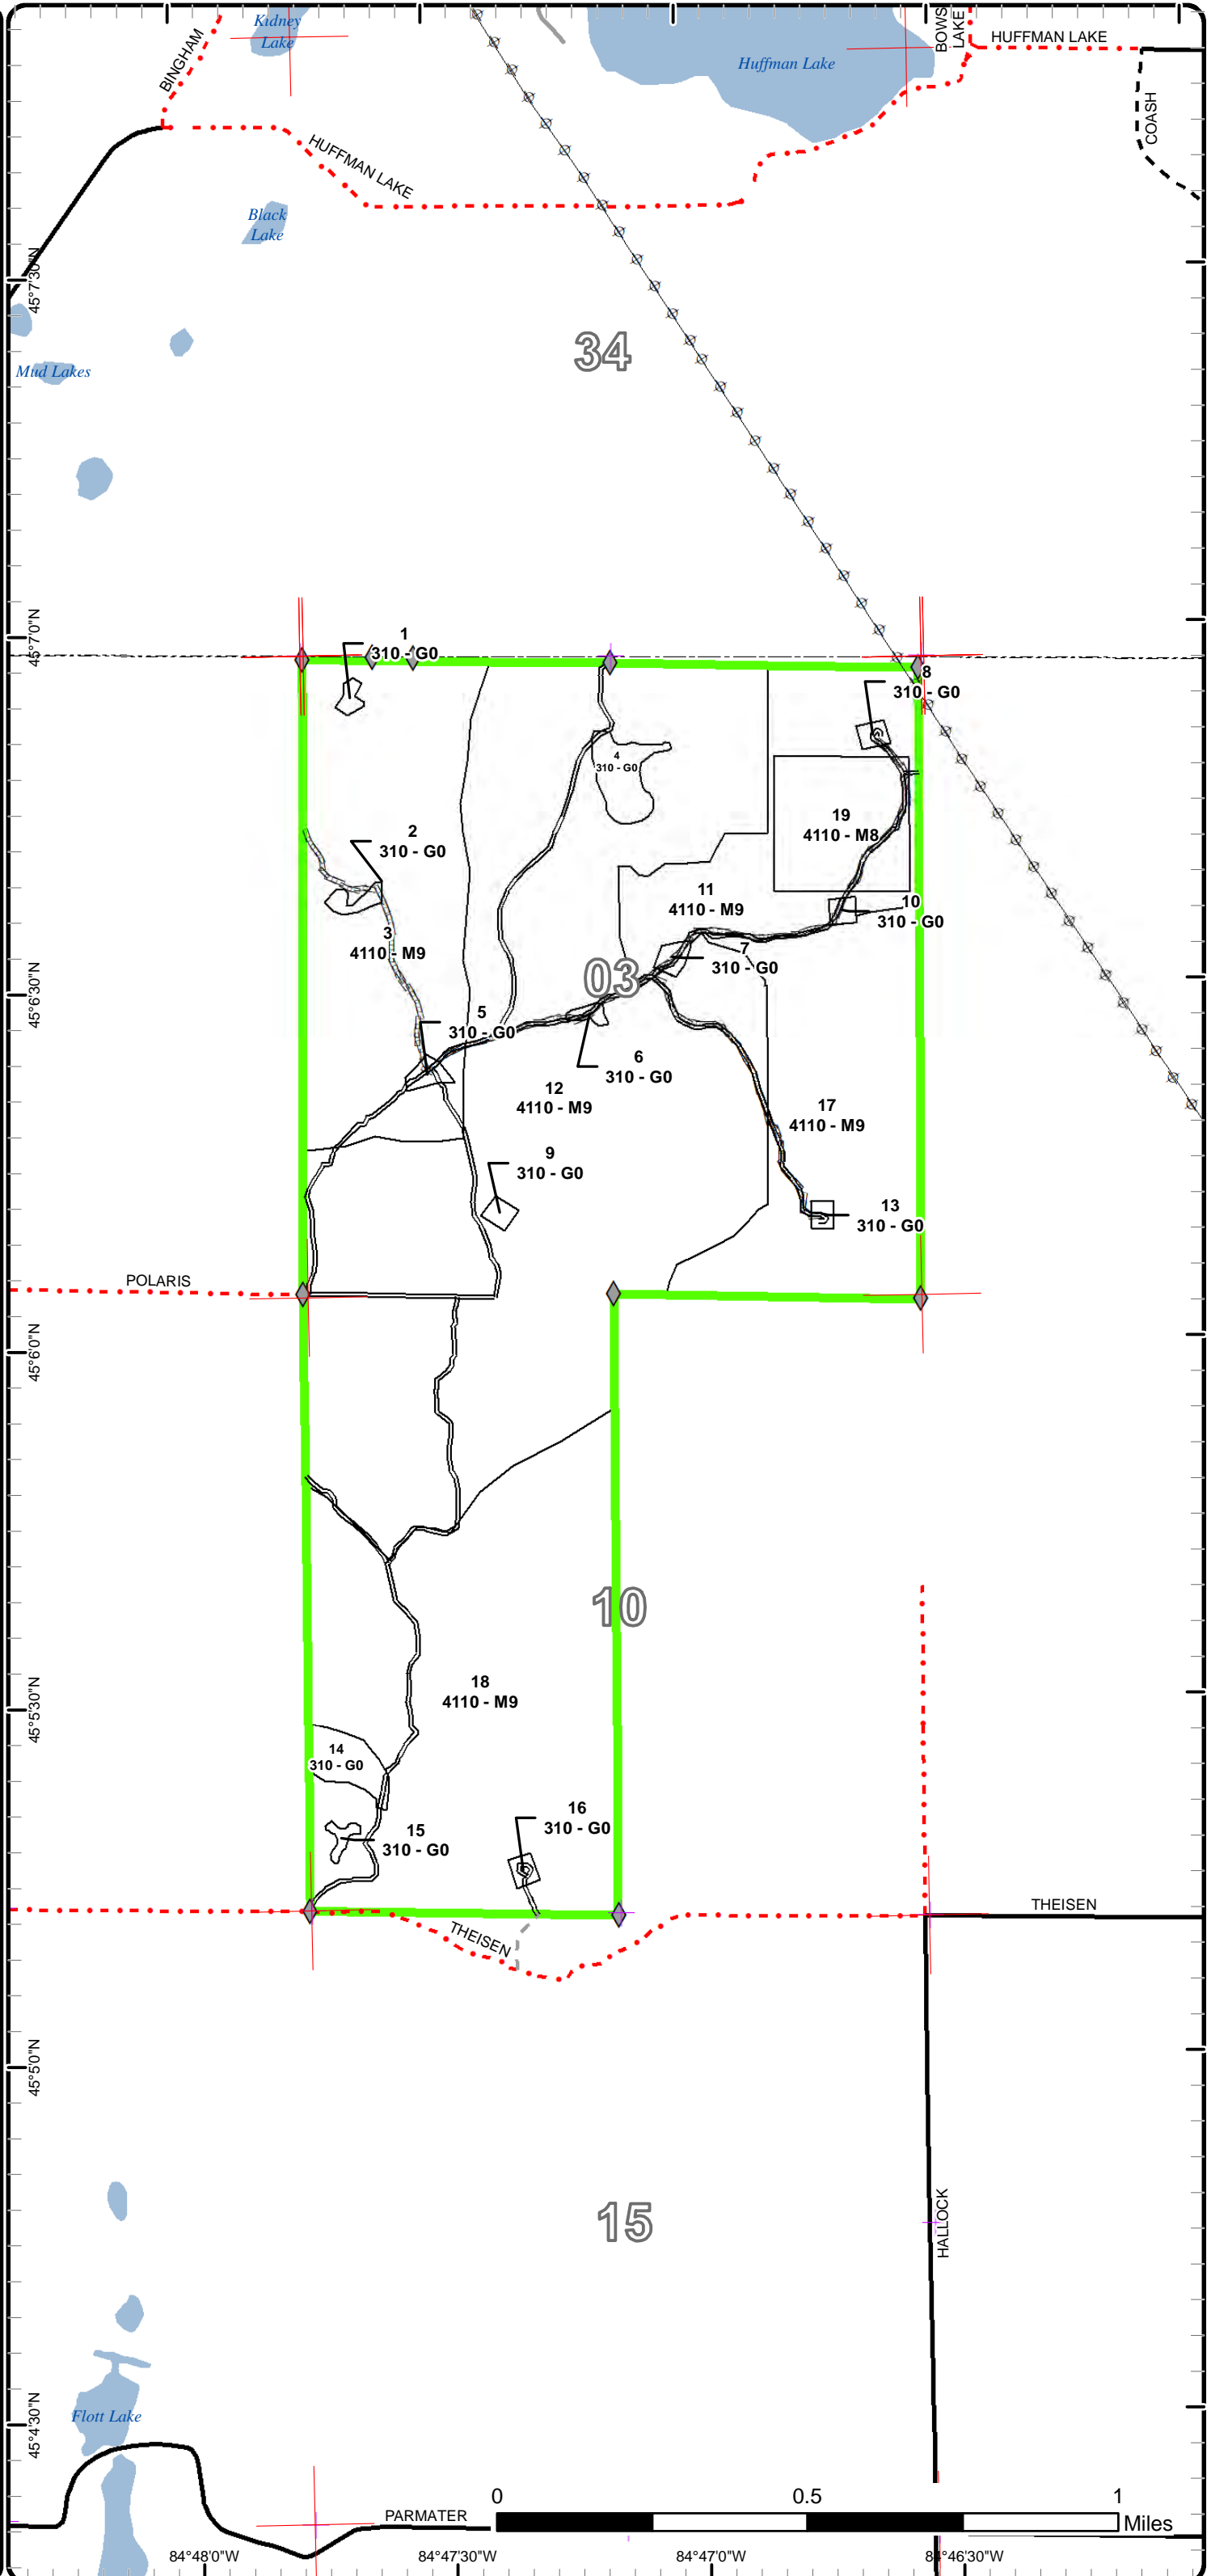 Kidney
Lake
BINGHAM
Huffman Lake
BOWS
LAKE
HUFFMAN LAKE
COASH
HUFFMAN LAKE
Black
Lake
45°7'30"N
34
Mud Lakes
45°7'0"N
1
310 - G0
8
310 - G0
4
310 - G0
19
4110 - M8
2
310 - G0
11
4110 - M9
10
310 - G0
3
4110 - M9
7
310 - G0
03
45°6'30"N
5
310 - G0
6
310 - G0
12
4110 - M9
17
4110 - M9
9
310 - G0
13
310 - G0
POLARIS
45°6'0"N
10
45°5'30"N
18
4110 - M9
14
310 - G0
16
310 - G0
15
310 - G0
THEISEN
THEISEN
45°5'0"N
15
HALLOCK
45°4'30"N
Flott Lake
PARMATER
0 0.5 1
Miles
84°48'0"W 84°47'30"W 84°47'0"W 84°46'30"W